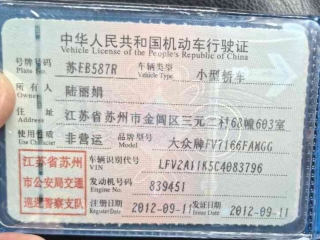 中华人民共和国机动车行驶证
Vehicle License of the People's Republic of China
号牌号码 苏EB587R 车辆类型 小型轿车
Plate No. Vehicle Type
所有人 陆丽娟
Owner
住址 江苏省苏州市金阊区三元二村68幢603室
Address
使用性质 非营运 品牌型号 大众牌FV7166FAMGG
Use Character Model
江苏省苏州市公安局交通巡逻警察支队
车辆识别代号 LFV2A11K5C4083796
VIN
发动机号码 839451
Engine No.
注册日期 2012-09-11 发证日期 2012-09-11
Register Date Issue Date